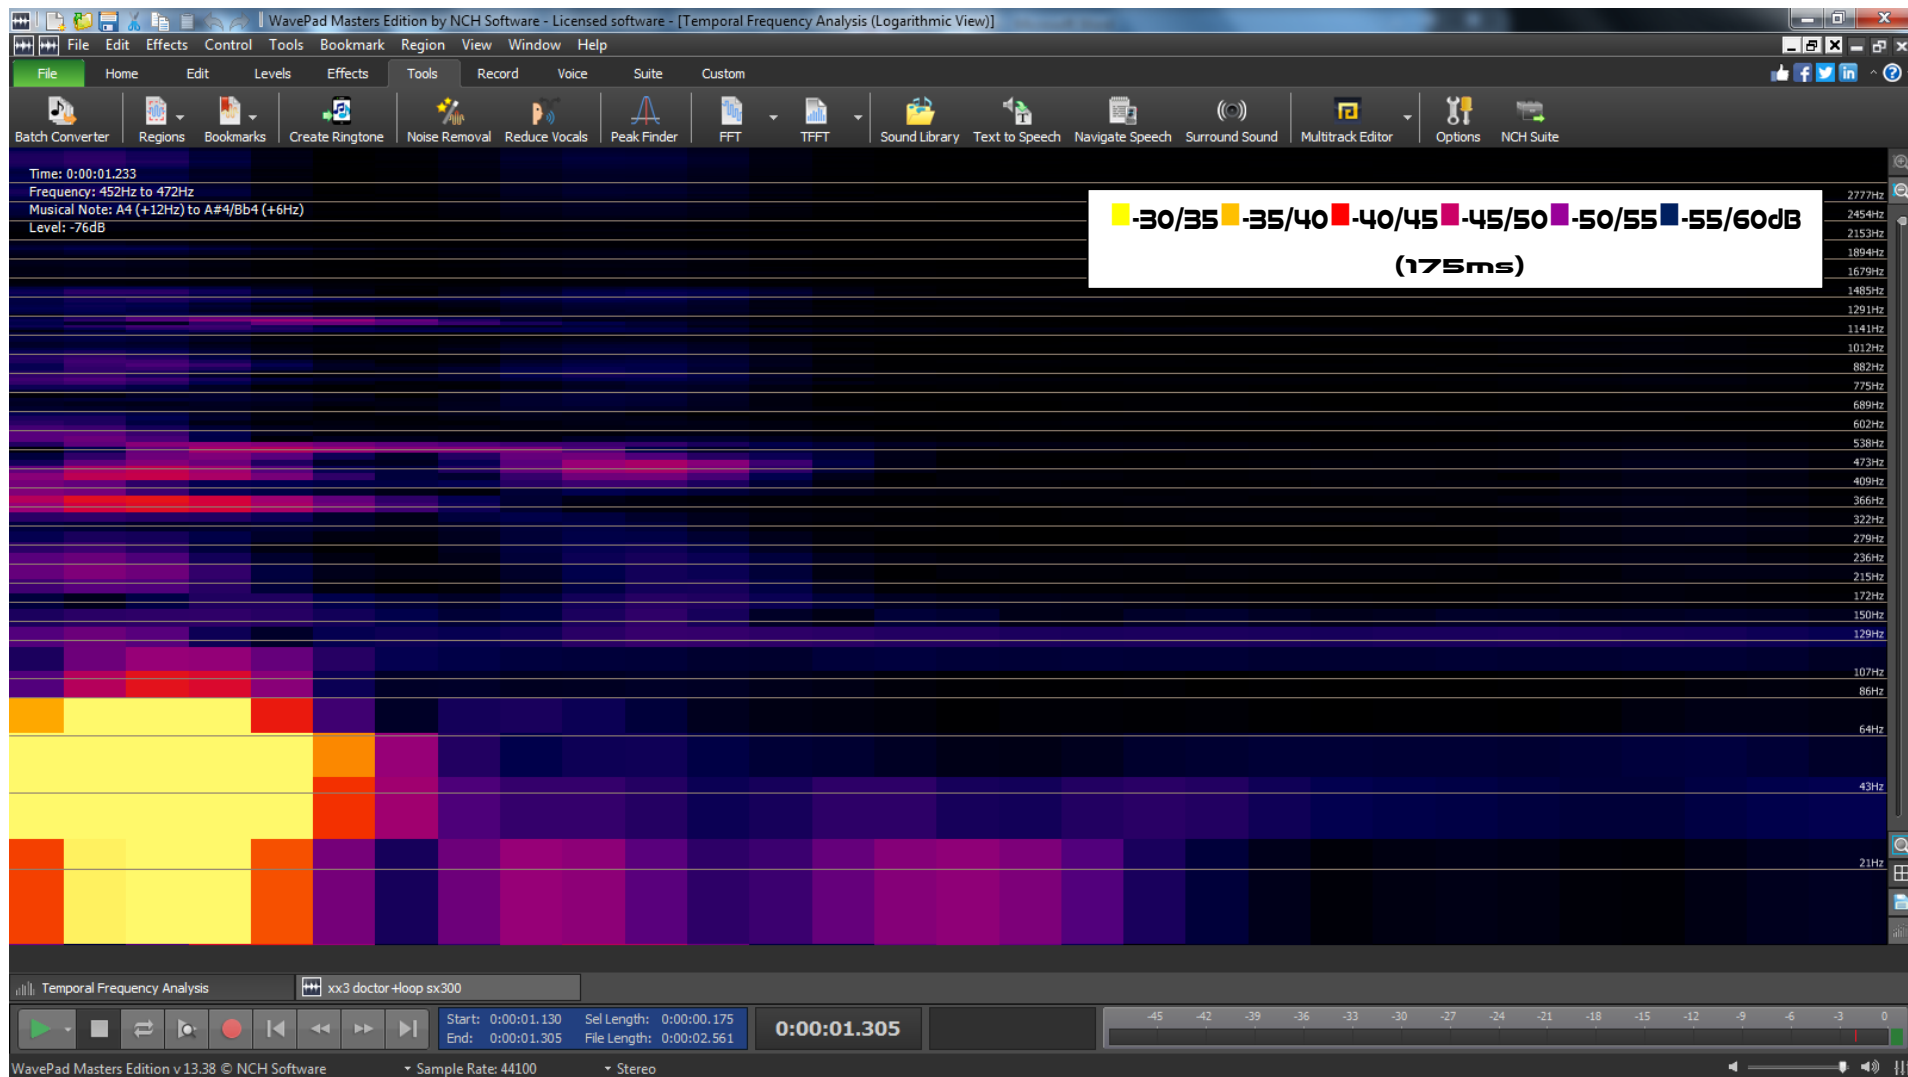 WavePad Masters Edition by NCH Software - Licensed software - [Temporal Frequency Analysis (Logarithmic View)]
File Edit Effects Control Tools Bookmark Region View Window Help
File Home Edit Levels Effects Tools Record Voice Suite Custom
Batch Converter Regions Bookmarks Create Ringtone Noise Removal Reduce Vocals Peak Finder FFT TFFT Sound Library Text to Speech Navigate Speech Surround Sound Multitrack Editor Options NCH Suite
Time: 0:00:01.233
Frequency: 452Hz to 472Hz
Musical Note: A4 (+12Hz) to A#4/Bb4 (+6Hz)
Level: -76dB
-30/35 -35/40 -40/45 -45/50 -50/55 -55/60dB
(175ms)
2777Hz
2454Hz
2153Hz
1894Hz
1679Hz
1485Hz
1291Hz
1141Hz
1012Hz
882Hz
775Hz
689Hz
602Hz
538Hz
473Hz
409Hz
366Hz
322Hz
279Hz
236Hz
215Hz
172Hz
150Hz
129Hz
107Hz
86Hz
64Hz
43Hz
21Hz
Temporal Frequency Analysis xx3 doctor+loop sx300
Start: 0:00:01.130 Sel Length: 0:00:00.175
End: 0:00:01.305 File Length: 0:00:02.561
0:00:01.305
-45 -42 -39 -36 -33 -30 -27 -24 -21 -18 -15 -12 -9 -6 -3 0
WavePad Masters Edition v 13.38 © NCH Software Sample Rate: 44100 Stereo